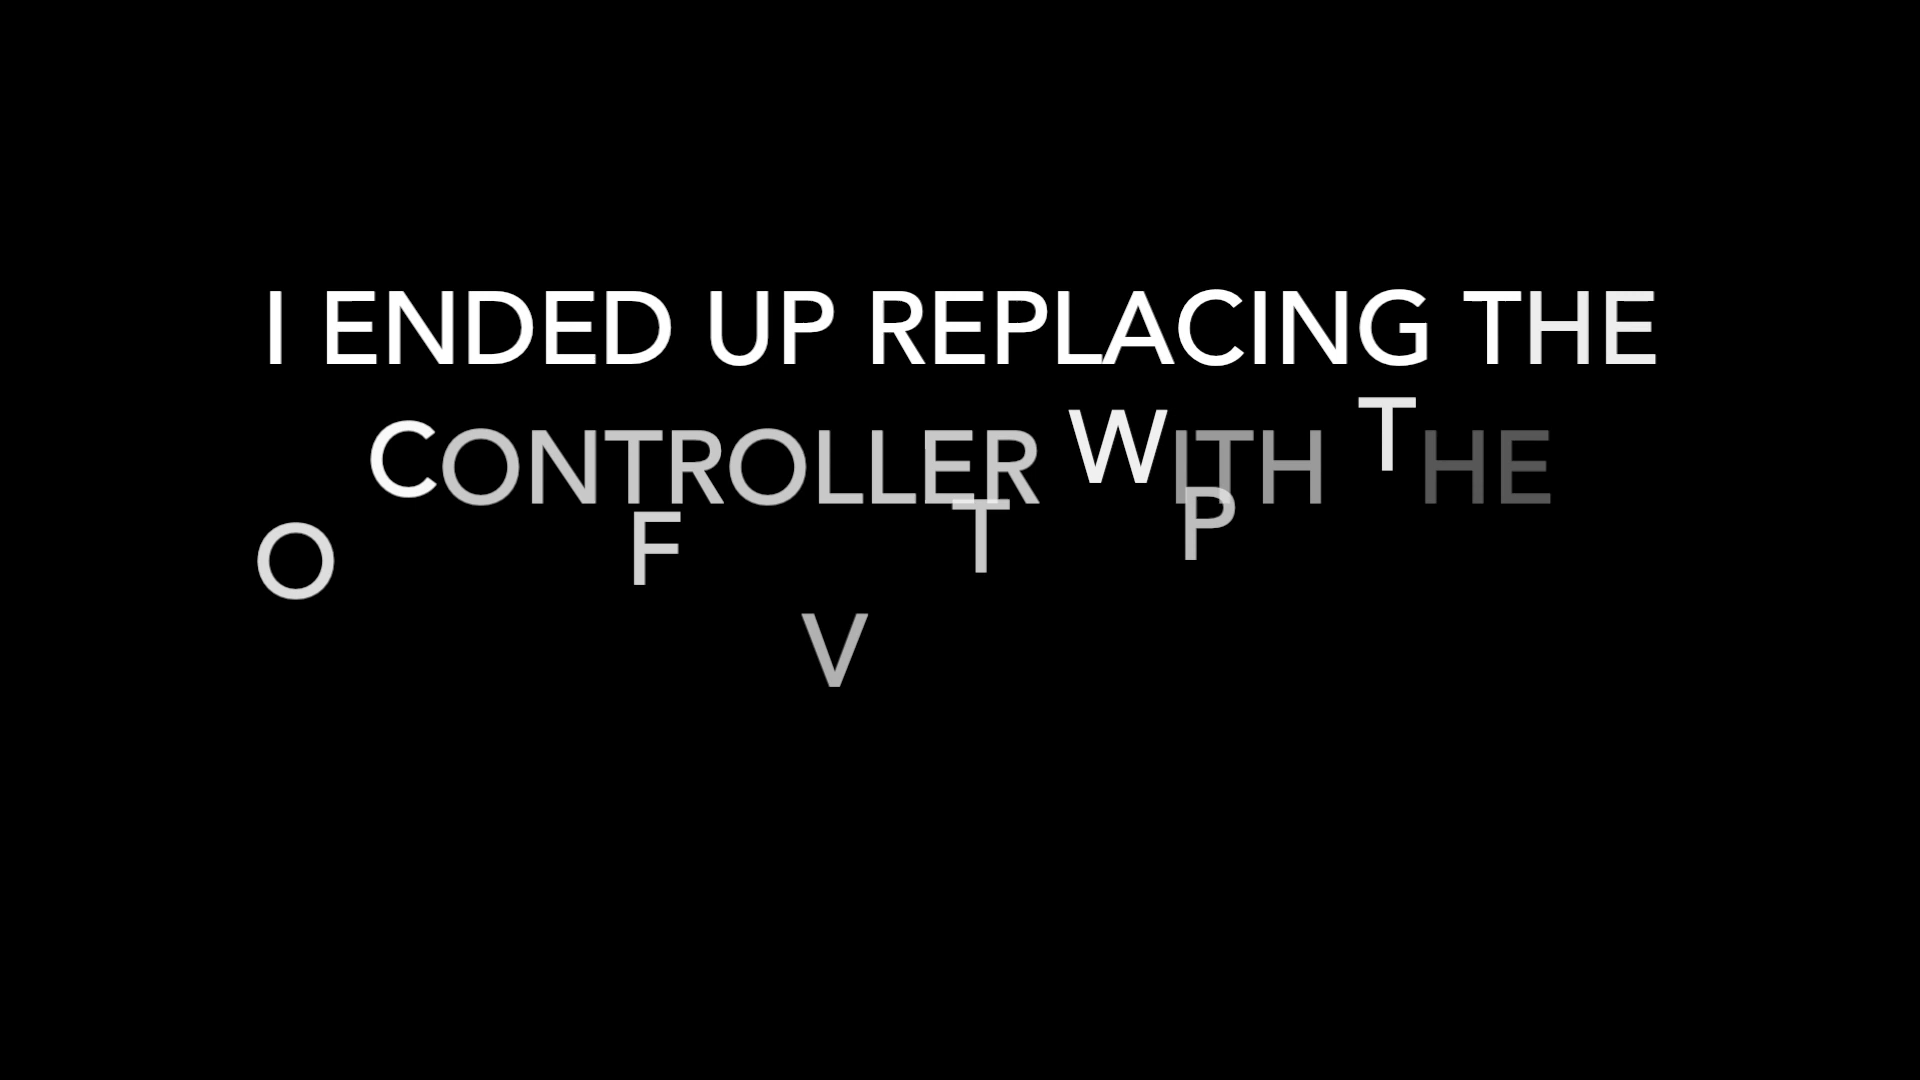 I ENDED UP REPLACING THE
CONTROLLER WITH THE
O F T P
V